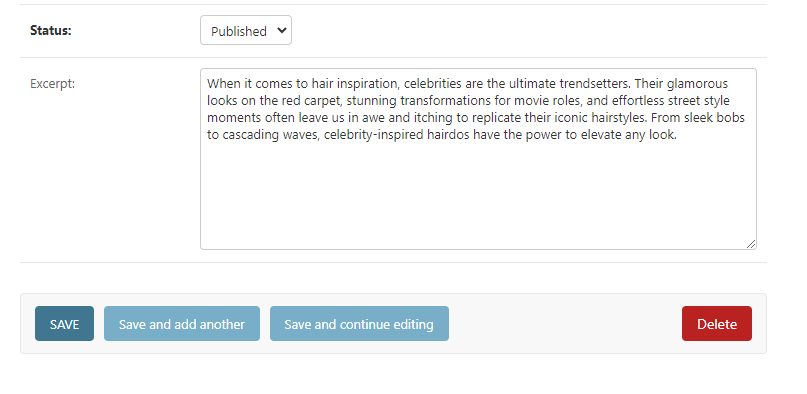 Status: Published
Excerpt: When it comes to hair inspiration, celebrities are the ultimate trendsetters. Their glamorous
looks on the red carpet, stunning transformations for movie roles, and effortless street style
moments often leave us in awe and itching to replicate their iconic hairstyles. From sleek bobs
to cascading waves, celebrity-inspired hairdos have the power to elevate any look.
SAVE Save and add another Save and continue editing Delete